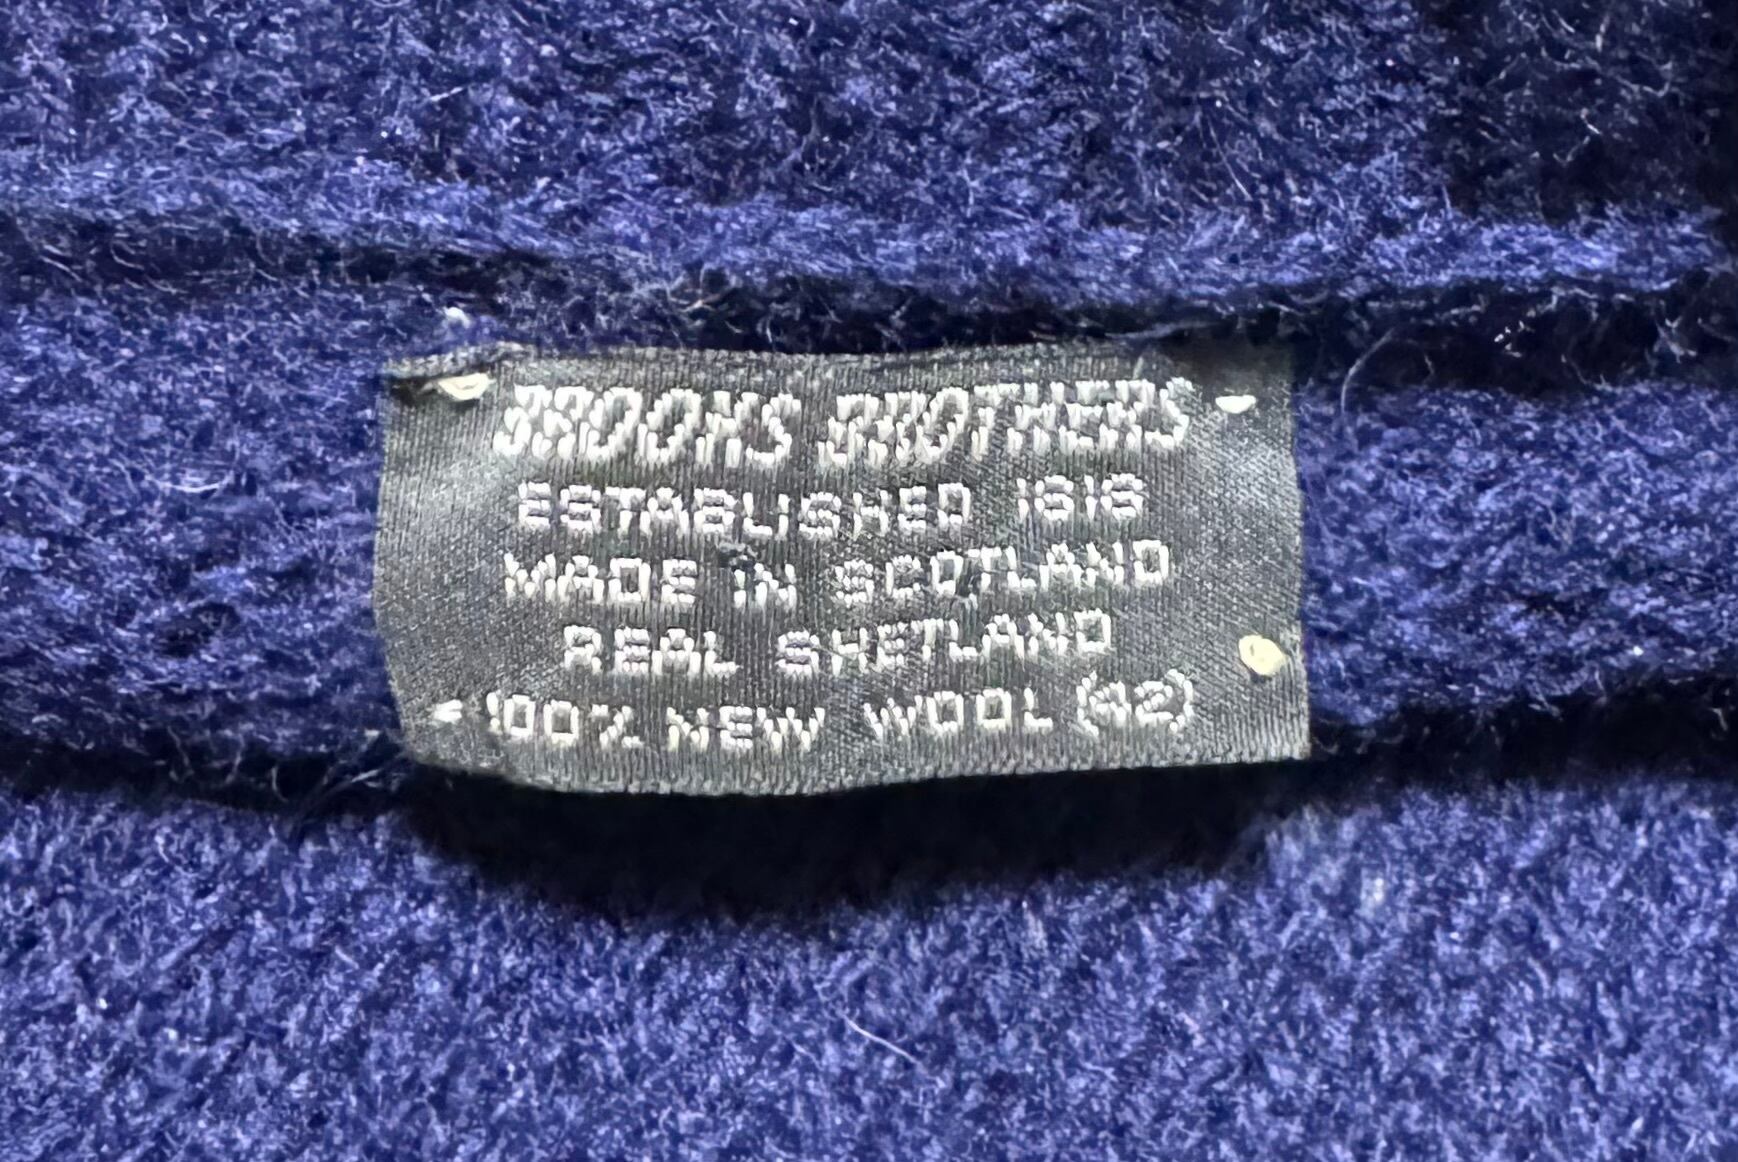 BROOKS BROTHERS
ESTABLISHED 1818
MADE IN SCOTLAND
REAL SHETLAND
100% NEW WOOL (42)